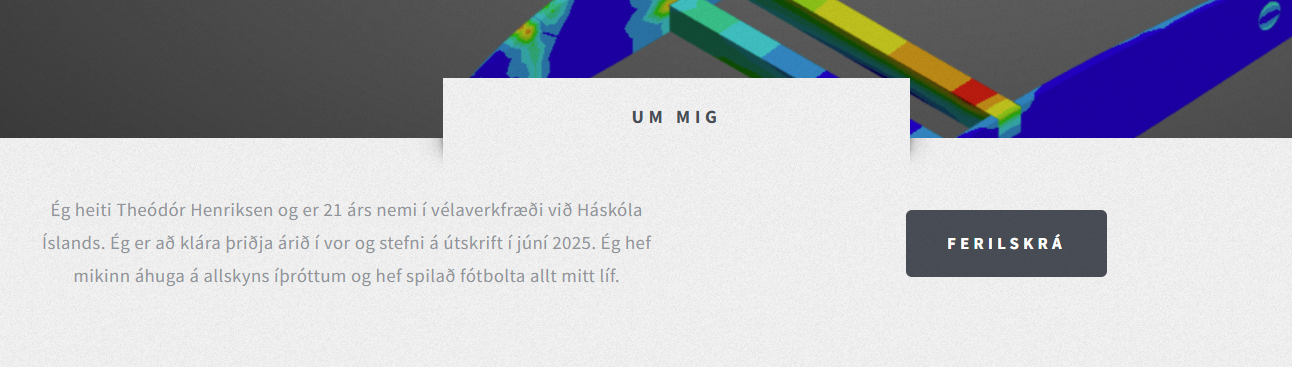 UM MIG
Ég heiti Theódór Henriksen og er 21 árs nemi í vélaverkfræði við Háskóla
Íslands. Ég er að klára þriðja árið í vor og stefni á útskrift í júní 2025. Ég hef
mikinn áhuga á allskyns íþróttum og hef spilað fótbolta allt mitt líf.
FERILSKRÁ